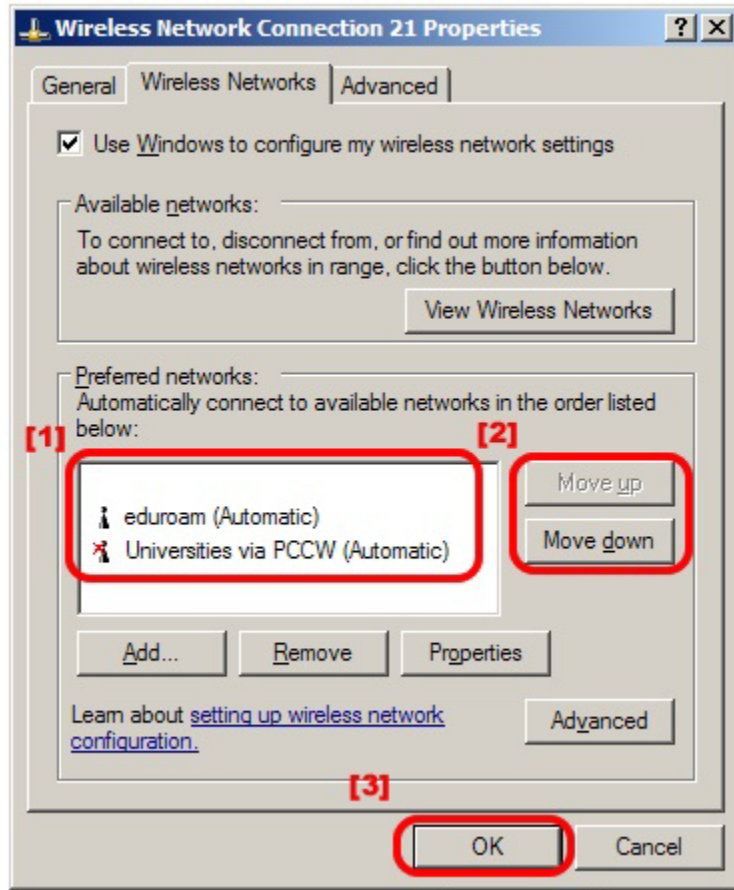 Wireless Network Connection 21 Properties
General Wireless Networks Advanced
Use Windows to configure my wireless network settings
Available networks:
To connect to, disconnect from, or find out more information
about wireless networks in range, click the button below.
View Wireless Networks
Preferred networks:
Automatically connect to available networks in the order listed
below:
[1]
[2]
eduroam (Automatic)
Universities via PCCW (Automatic)
Move up
Move down
Add... Remove Properties
Learn about setting up wireless network
configuration.
Advanced
[3]
OK Cancel